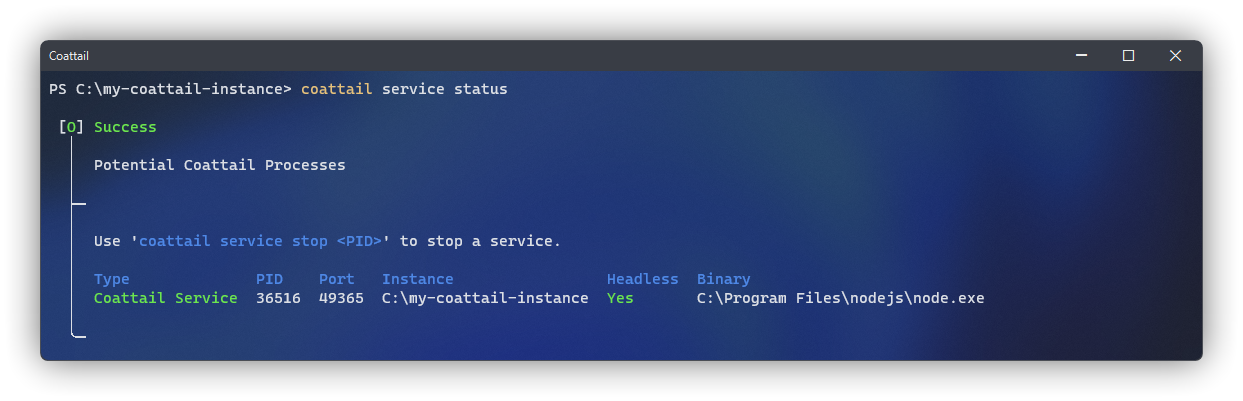 Coattail
PS C:\my-coattail-instance> coattail service status
[O] Success
Potential Coattail Processes
Use 'coattail service stop <PID>' to stop a service.
Type PID Port Instance Headless Binary
Coattail Service 36516 49365 C:\my-coattail-instance Yes C:\Program Files\nodejs\node.exe